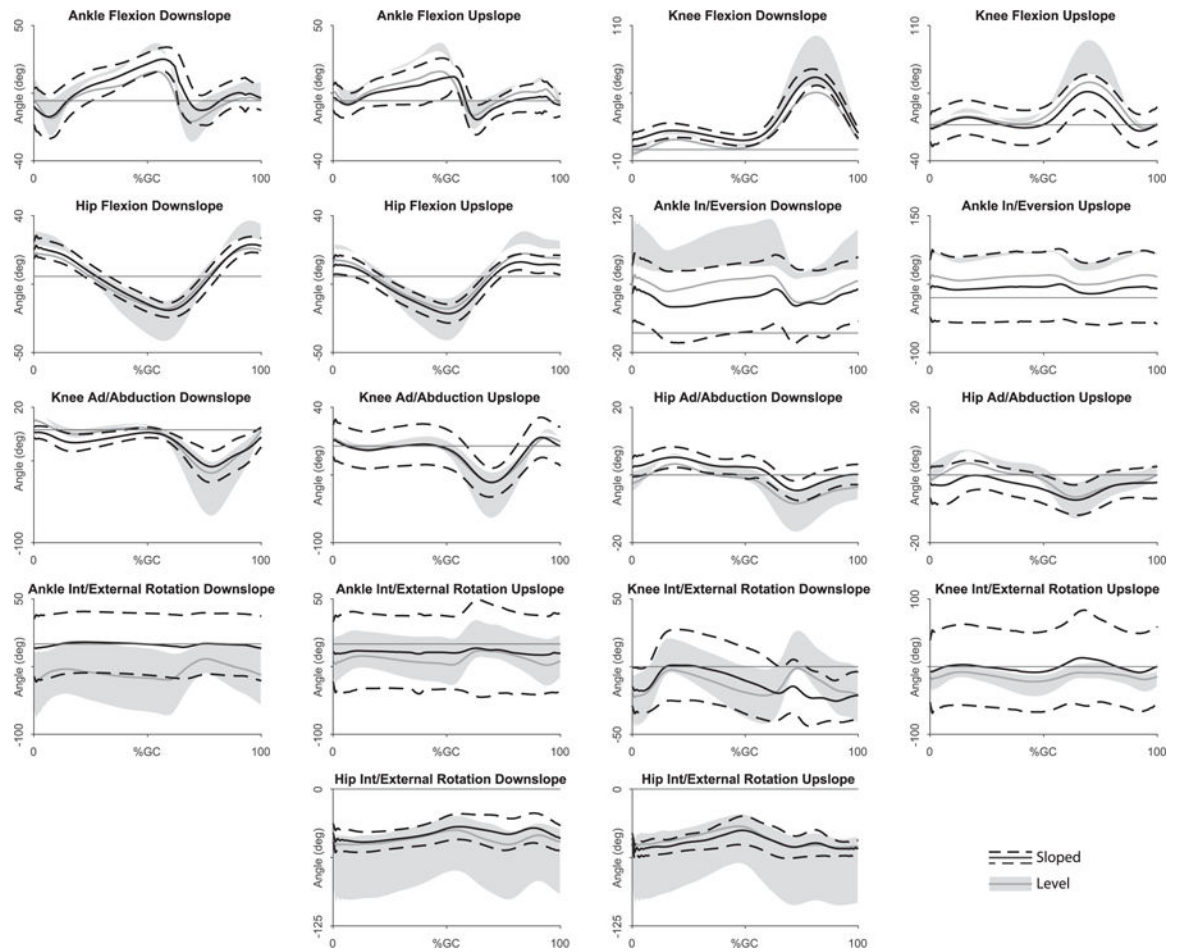 Ankle Flexion Downslope
50
Angle (deg)
-40
0
%GC
100
Ankle Flexion Upslope
50
Angle (deg)
-40
0
%GC
100
Knee Flexion Downslope
110
Angle (deg)
-10
0
%GC
100
Knee Flexion Upslope
110
Angle (deg)
-40
0
%GC
100
Hip Flexion Downslope
40
Angle (deg)
-50
0
%GC
100
Hip Flexion Upslope
40
Angle (deg)
-50
0
%GC
100
Ankle In/Eversion Downslope
120
Angle (deg)
-20
0
%GC
100
Ankle In/Eversion Upslope
150
Angle (deg)
-100
0
%GC
100
Knee Ad/Abduction Downslope
20
Angle (deg)
-100
0
%GC
100
Knee Ad/Abduction Upslope
40
Angle (deg)
-100
0
%GC
100
Hip Ad/Abduction Downslope
20
Angle (deg)
-20
0
%GC
100
Hip Ad/Abduction Upslope
20
Angle (deg)
-20
0
%GC
100
Ankle Int/External Rotation Downslope
50
Angle (deg)
-100
0
%GC
100
Ankle Int/External Rotation Upslope
50
Angle (deg)
-100
0
%GC
100
Knee Int/External Rotation Downslope
50
Angle (deg)
-50
0
%GC
100
Knee Int/External Rotation Upslope
100
Angle (deg)
-100
0
%GC
100
Hip Int/External Rotation Downslope
0
Angle (deg)
-125
0
%GC
100
Hip Int/External Rotation Upslope
0
Angle (deg)
-125
0
%GC
100
Sloped
Level